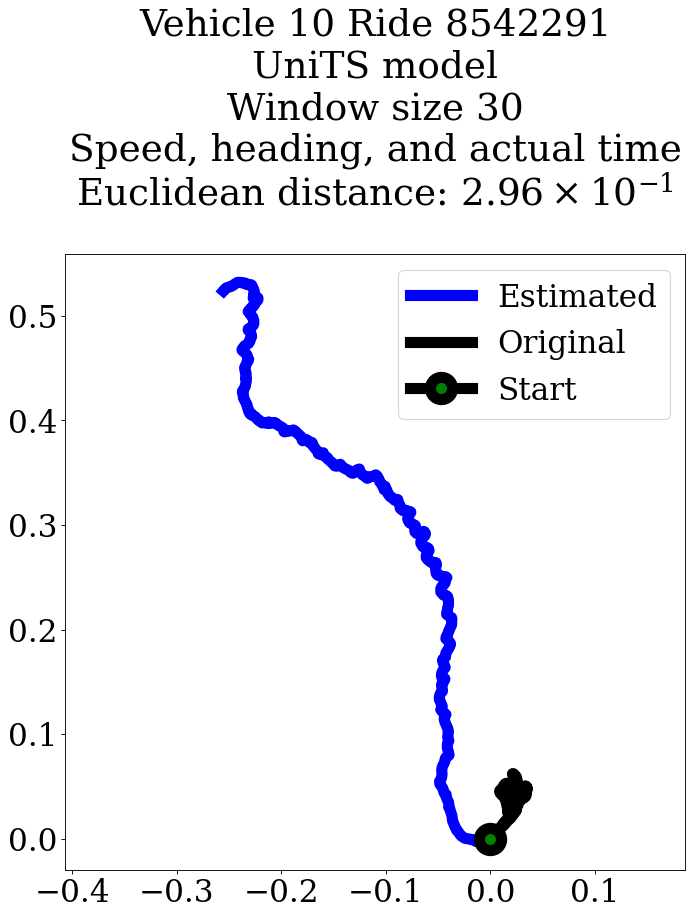 Vehicle 10 Ride 8542291
UniTS model
Window size 30
Speed, heading, and actual time
Euclidean distance: 2.96 × 10⁻¹
Estimated
Original
Start
0.5
0.4
0.3
0.2
0.1
0.0
−0.4 −0.3 −0.2 −0.1 0.0 0.1